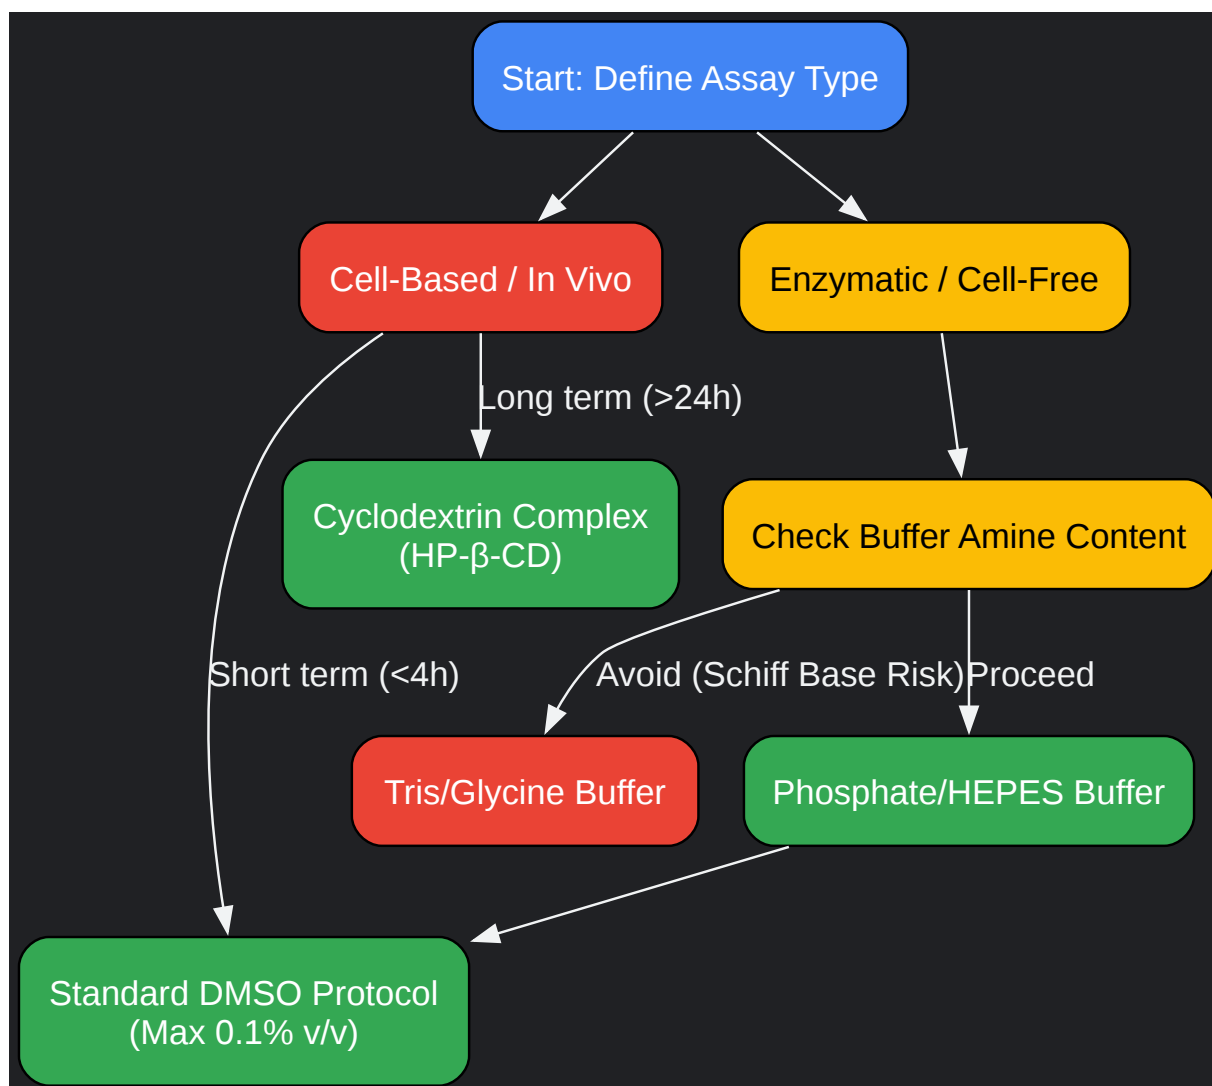 Start: Define Assay Type
Cell-Based / In Vivo
Enzymatic / Cell-Free
Long term (>24h)
Cyclodextrin Complex
(HP-β-CD)
Check Buffer Amine Content
Short term (<4h)
Avoid (Schiff Base Risk)
Proceed
Tris/Glycine Buffer
Phosphate/HEPES Buffer
Standard DMSO Protocol
(Max 0.1% v/v)